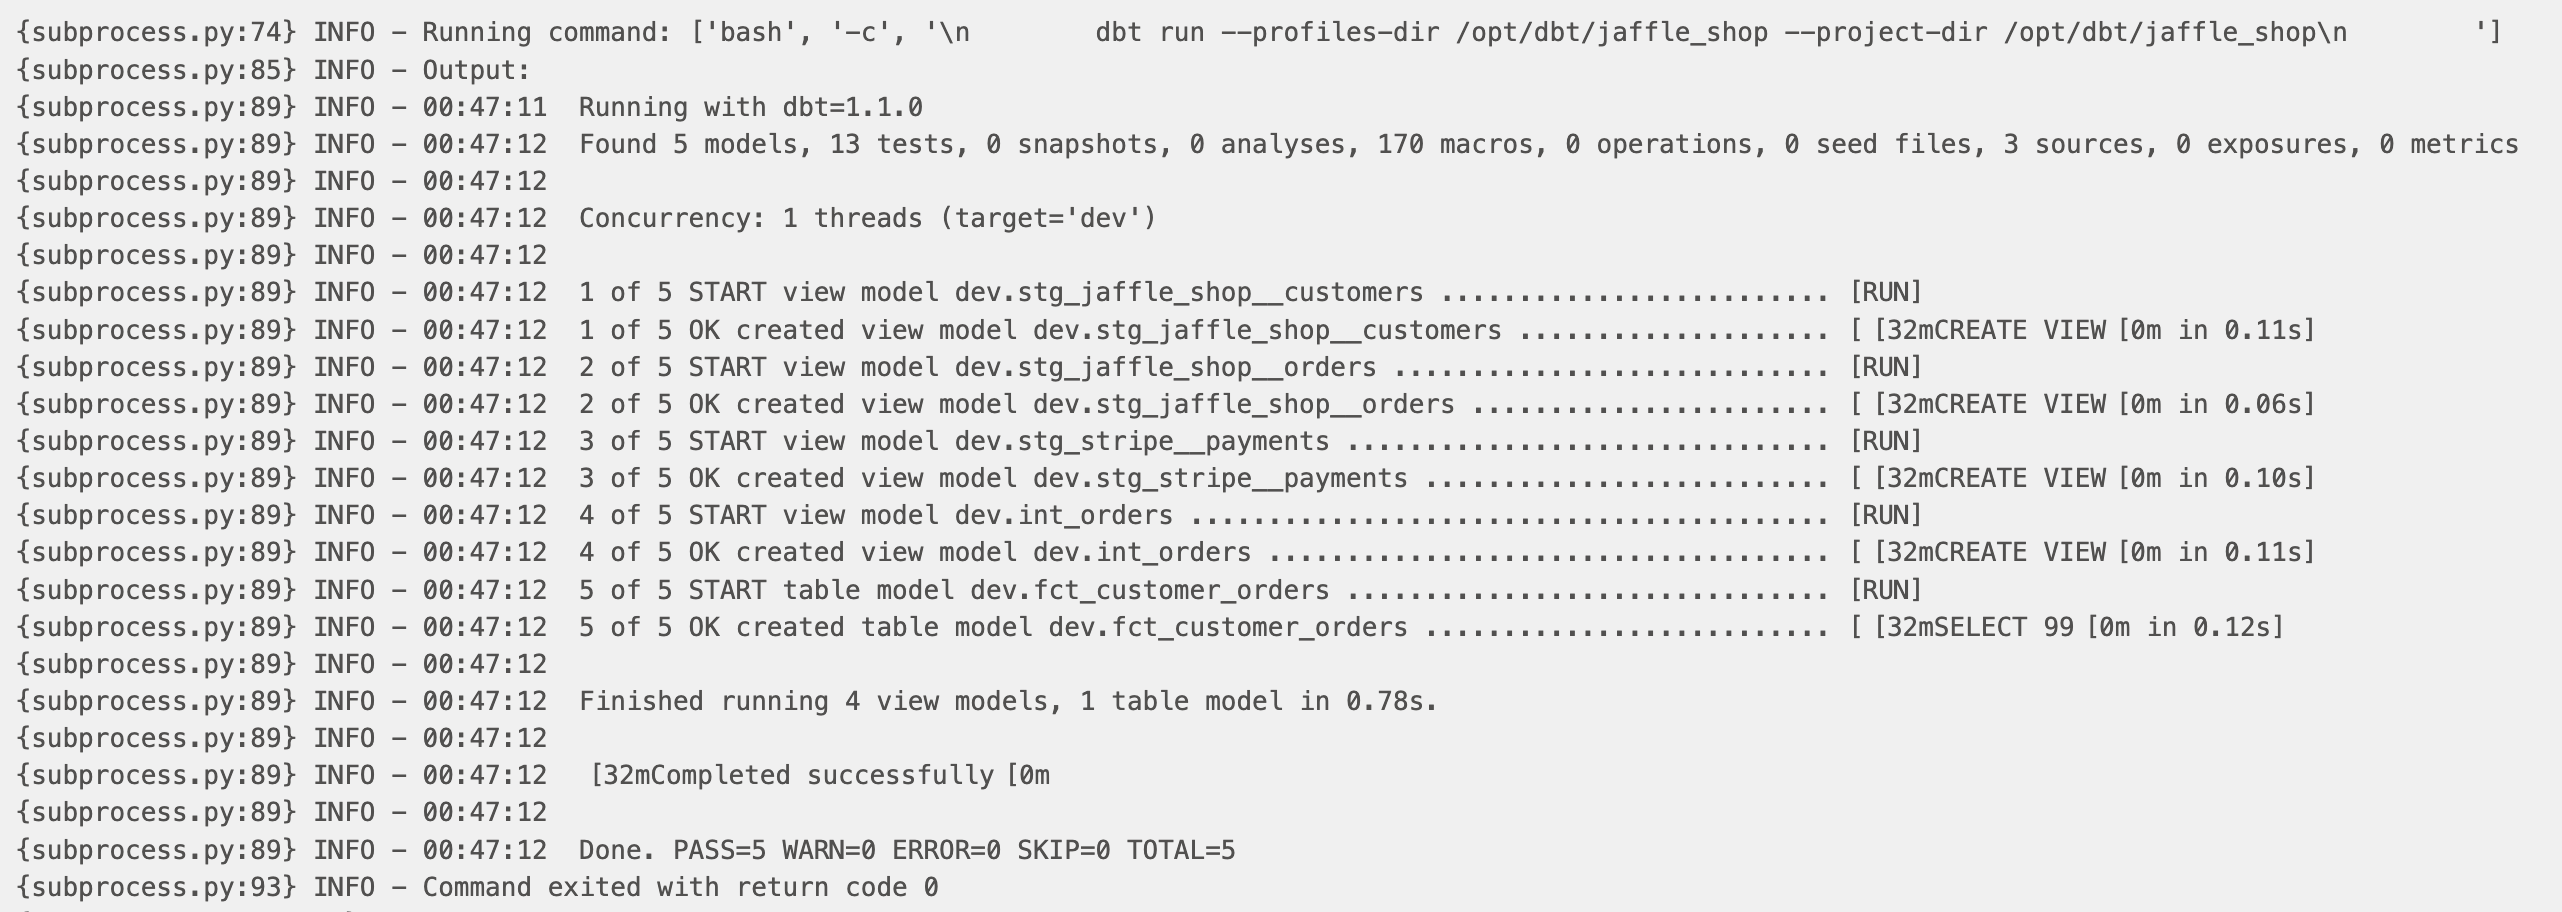 {subprocess.py:74} INFO - Running command: ['bash', '-c', '\n        dbt run --profiles-dir /opt/dbt/jaffle_shop --project-dir /opt/dbt/jaffle_shop\n        ']
{subprocess.py:85} INFO - Output:
{subprocess.py:89} INFO - 00:47:11  Running with dbt=1.1.0
{subprocess.py:89} INFO - 00:47:12  Found 5 models, 13 tests, 0 snapshots, 0 analyses, 170 macros, 0 operations, 0 seed files, 3 sources, 0 exposures, 0 metrics
{subprocess.py:89} INFO - 00:47:12
{subprocess.py:89} INFO - 00:47:12  Concurrency: 1 threads (target='dev')
{subprocess.py:89} INFO - 00:47:12
{subprocess.py:89} INFO - 00:47:12  1 of 5 START view model dev.stg_jaffle_shop__customers ......................... [RUN]
{subprocess.py:89} INFO - 00:47:12  1 of 5 OK created view model dev.stg_jaffle_shop__customers .................... [ [32mCREATE VIEW [0m in 0.11s]
{subprocess.py:89} INFO - 00:47:12  2 of 5 START view model dev.stg_jaffle_shop__orders ............................ [RUN]
{subprocess.py:89} INFO - 00:47:12  2 of 5 OK created view model dev.stg_jaffle_shop__orders ....................... [ [32mCREATE VIEW [0m in 0.06s]
{subprocess.py:89} INFO - 00:47:12  3 of 5 START view model dev.stg_stripe__payments ............................... [RUN]
{subprocess.py:89} INFO - 00:47:12  3 of 5 OK created view model dev.stg_stripe__payments .......................... [ [32mCREATE VIEW [0m in 0.10s]
{subprocess.py:89} INFO - 00:47:12  4 of 5 START view model dev.int_orders ......................................... [RUN]
{subprocess.py:89} INFO - 00:47:12  4 of 5 OK created view model dev.int_orders .................................... [ [32mCREATE VIEW [0m in 0.11s]
{subprocess.py:89} INFO - 00:47:12  5 of 5 START table model dev.fct_customer_orders ............................... [RUN]
{subprocess.py:89} INFO - 00:47:12  5 of 5 OK created table model dev.fct_customer_orders .......................... [ [32mSELECT 99 [0m in 0.12s]
{subprocess.py:89} INFO - 00:47:12
{subprocess.py:89} INFO - 00:47:12  Finished running 4 view models, 1 table model in 0.78s.
{subprocess.py:89} INFO - 00:47:12
{subprocess.py:89} INFO - 00:47:12   [32mCompleted successfully [0m
{subprocess.py:89} INFO - 00:47:12
{subprocess.py:89} INFO - 00:47:12  Done. PASS=5 WARN=0 ERROR=0 SKIP=0 TOTAL=5
{subprocess.py:93} INFO - Command exited with return code 0